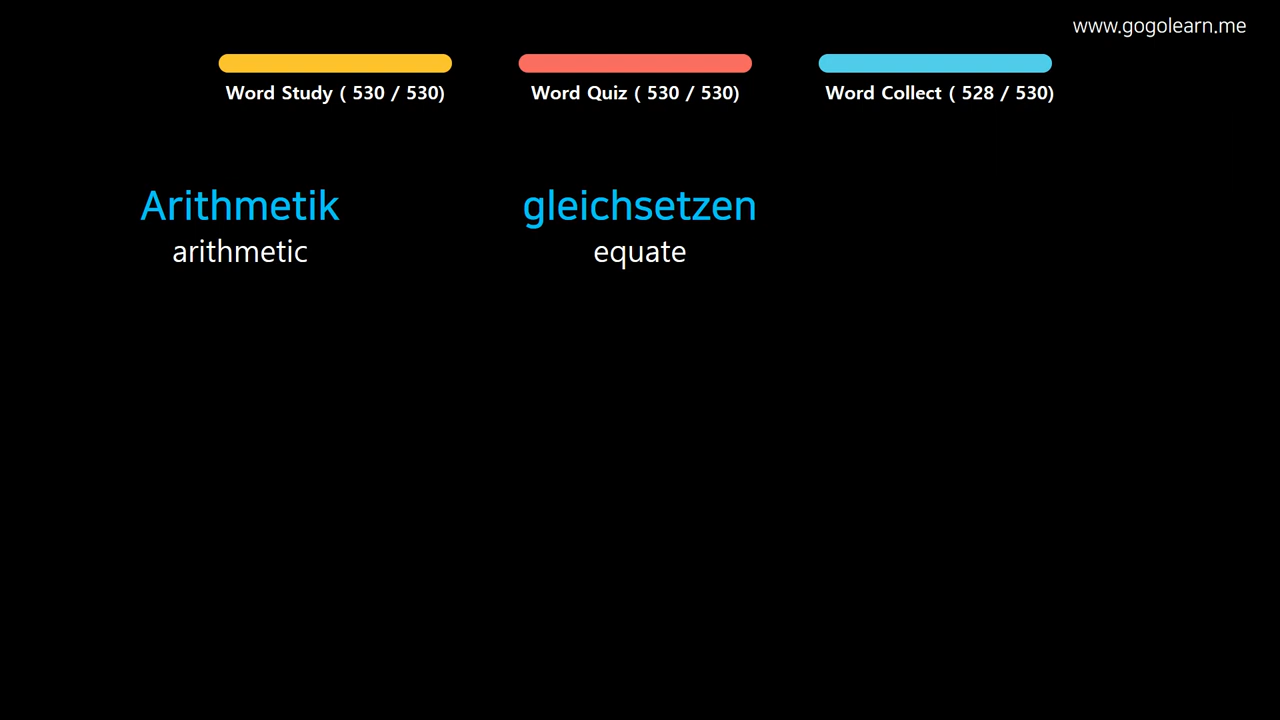 www.gogolearn.me
Word Study ( 530 / 530)
Word Quiz ( 530 / 530)
Word Collect ( 528 / 530)
Arithmetik
arithmetic
gleichsetzen
equate